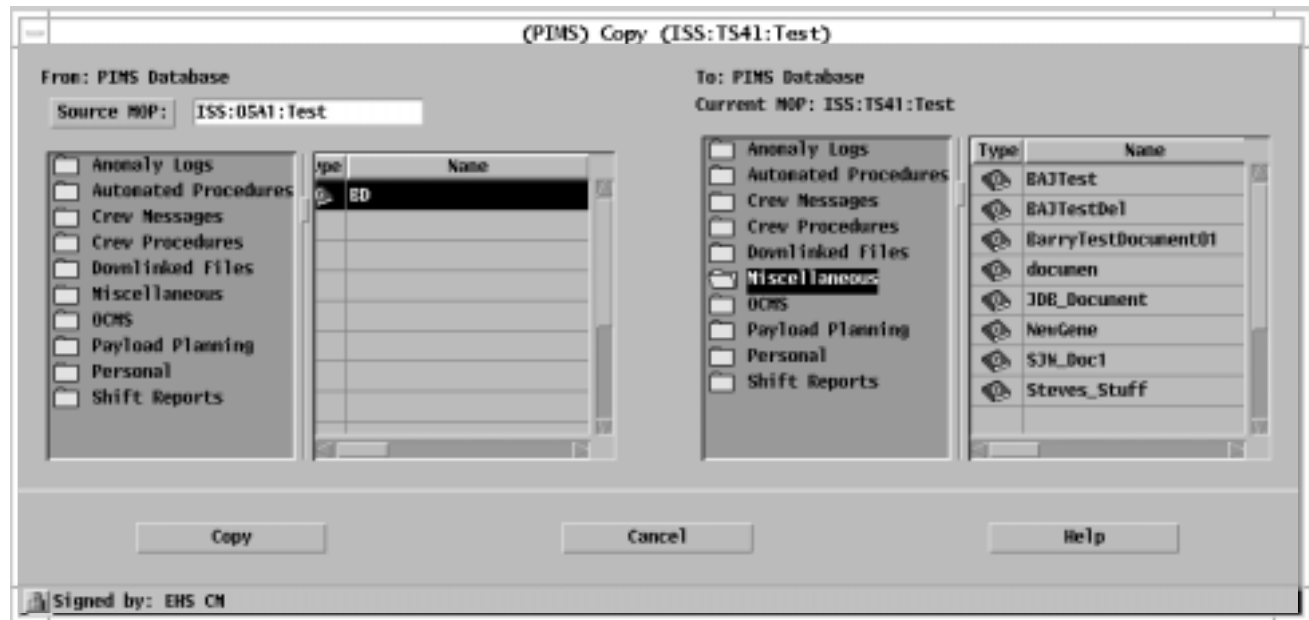 (PIMS) Copy (ISS:TS41:Test)
From: PIMS Database
Source MOP: ISS:O5A1:Test
Anomaly Logs
Automated Procedures
Crew Messages
Crew Procedures
Downlinked Files
Miscellaneous
OCMS
Payload Planning
Personal
Shift Reports
ype Name
BD
To: PIMS Database
Current MOP: ISS:TS41:Test
Anomaly Logs
Automated Procedures
Crew Messages
Crew Procedures
Downlinked Files
Miscellaneous
OCMS
Payload Planning
Personal
Shift Reports
Type Name
BAJTest
BAJTestDel
BarryTestDocument01
documen
JDB_Document
NewGene
SJN_Doc1
Steves_Stuff
Copy Cancel Help
Signed by: EHS CM